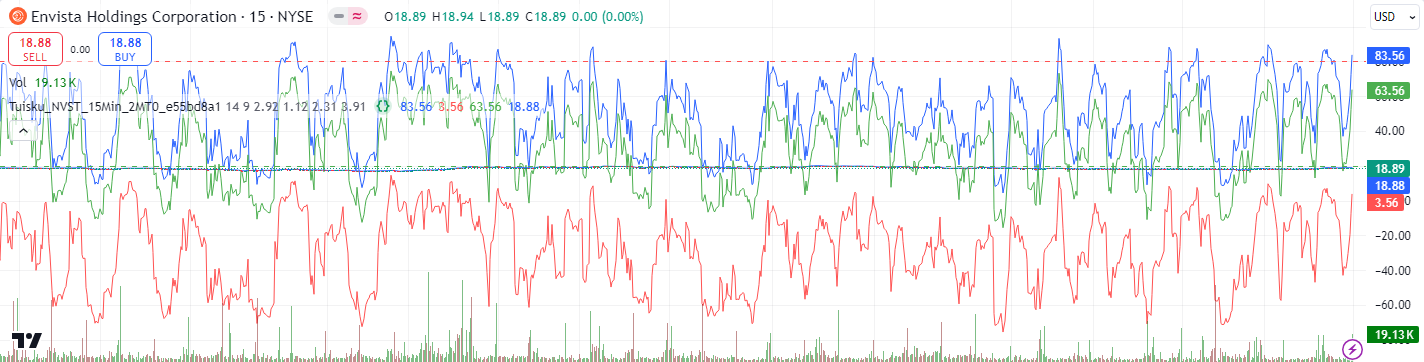 Envista Holdings Corporation · 15 · NYSE O18.89 H18.94 L18.89 C18.89 0.00 (0.00%)
USD
18.88 SELL
0.00
18.88 BUY
Vol 19.13 K
Tuisku_NVST_15Min_2MT0_e55bd8a1 14 9 2.92 1.12 2.31 3.91 83.56 3.56 63.56 18.88
83.56
63.56
40.00
18.89
18.88
3.56
−20.00
−40.00
−60.00
19.13 K